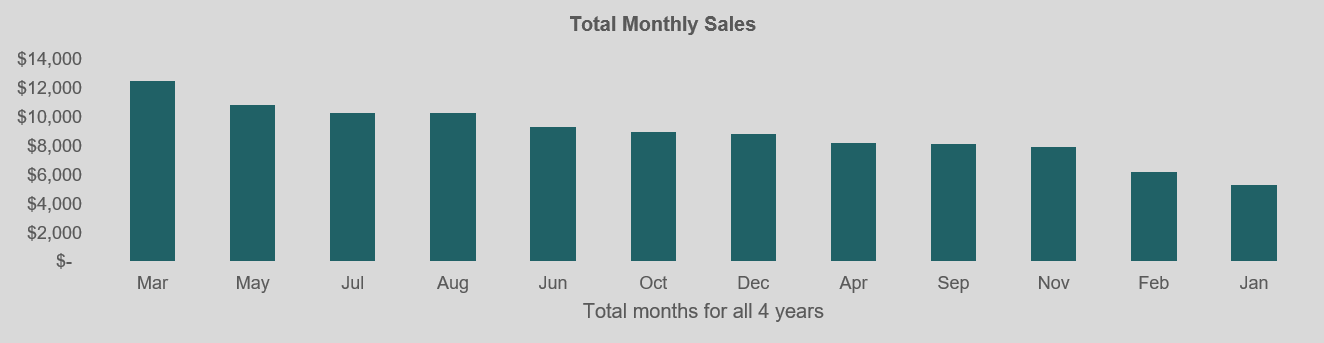 Total Monthly Sales
$14,000
$12,000
$10,000
$8,000
$6,000
$4,000
$2,000
$-
Mar May Jul Aug Jun Oct Dec Apr Sep Nov Feb Jan
Total months for all 4 years